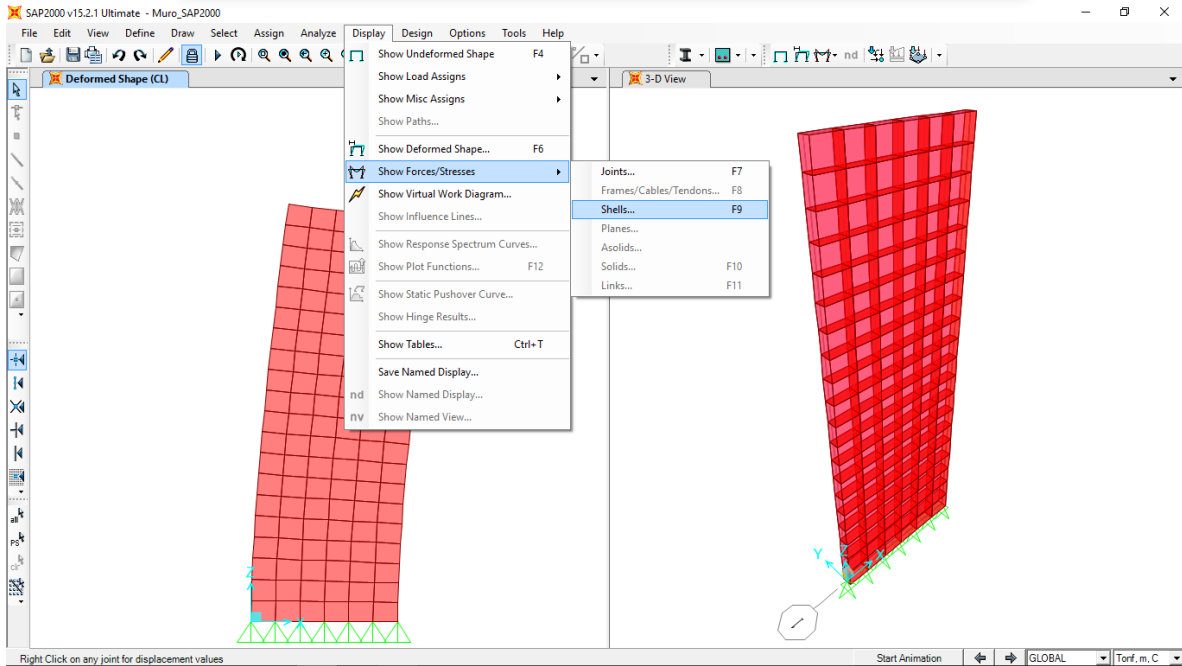 SAP2000 v15.2.1 Ultimate - Muro_SAP2000
File Edit View Define Draw Select Assign Analyze Display Design Options Tools Help
nd
Deformed Shape (CL)
3-D View
Show Undeformed Shape F4
Show Load Assigns
Show Misc Assigns
Show Paths...
Show Deformed Shape... F6
Show Forces/Stresses
Show Virtual Work Diagram...
Show Influence Lines...
Show Response Spectrum Curves...
Show Plot Functions... F12
Show Static Pushover Curve...
Show Hinge Results...
Show Tables... Ctrl+T
Save Named Display...
nd Show Named Display...
nv Show Named View...
Joints... F7
Frames/Cables/Tendons... F8
Shells... F9
Planes...
Asolids...
Solids... F10
Links... F11
all
PS
clr
Z
X
Y
Z
X
Right Click on any joint for displacement values
Start Animation
GLOBAL
Tonf, m, C